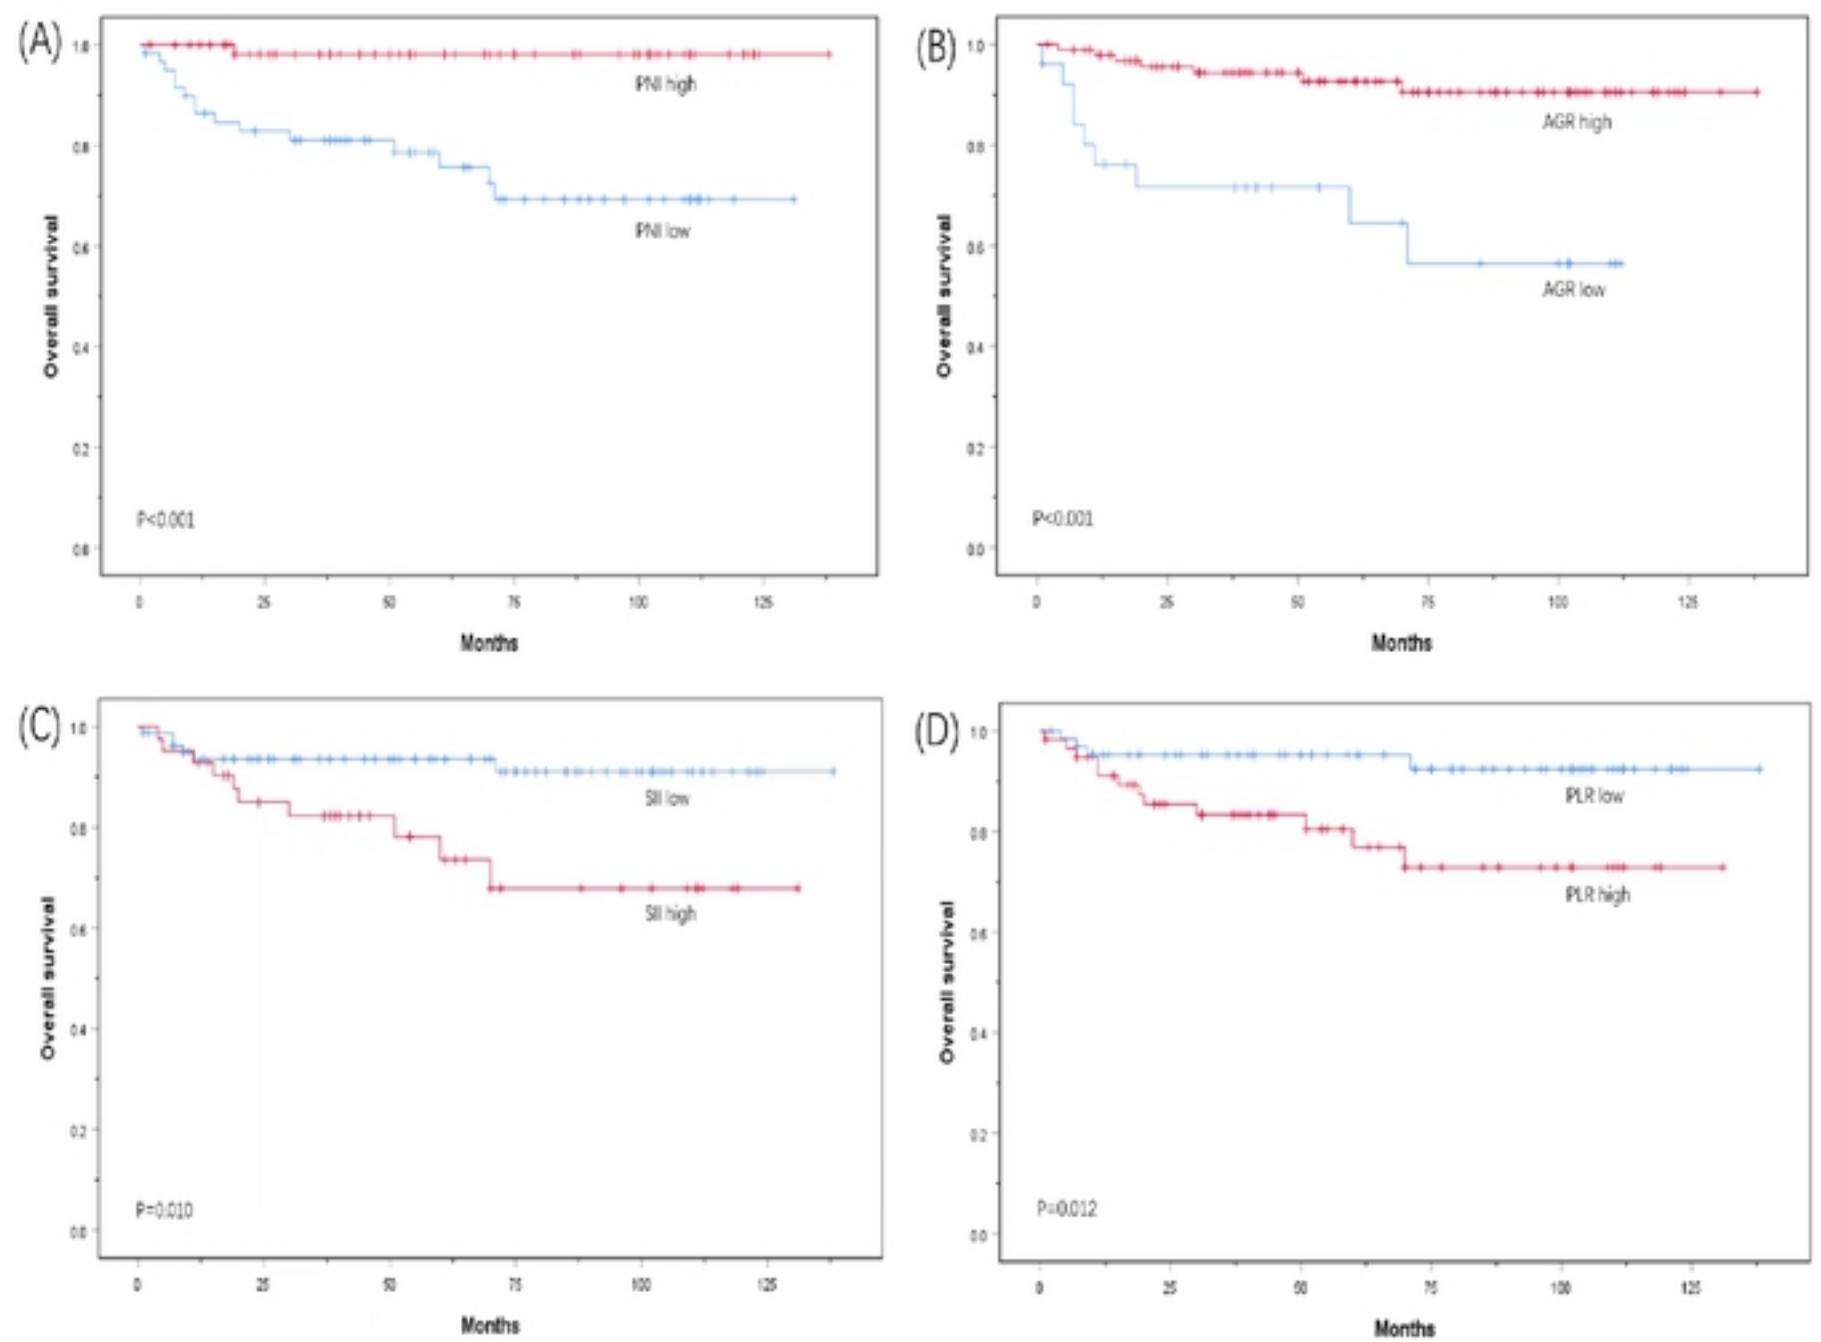 (A)
1.0
0.8
0.6
0.4
0.2
0.0
Overall survival
PNI high
PNI low
P<0.001
0 25 50 75 100 125
Months
(B)
1.0
0.8
0.6
0.4
0.2
0.0
Overall survival
AGR high
AGR low
P<0.001
0 25 50 75 100 125
Months
(C)
1.0
0.8
0.6
0.4
0.2
0.0
Overall survival
SII low
SII high
P=0.010
0 25 50 75 100 125
Months
(D)
1.0
0.8
0.6
0.4
0.2
0.0
Overall survival
PLR low
PLR high
P=0.012
0 25 50 75 100 125
Months